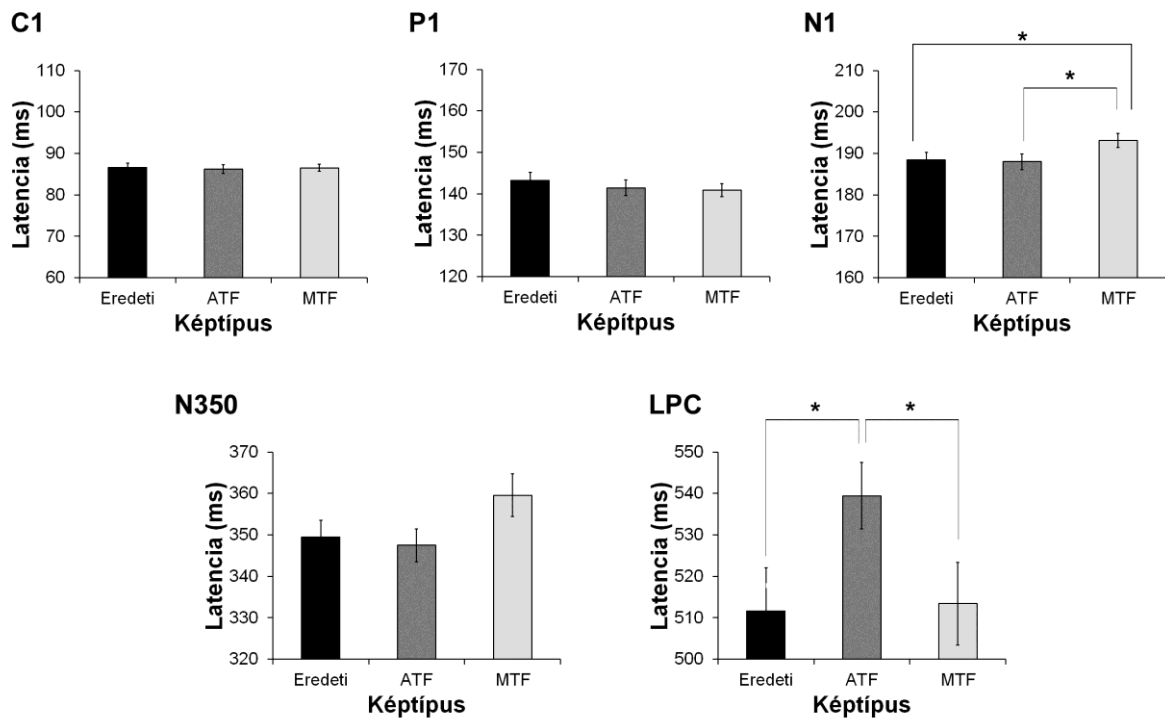 C1
Latencia (ms)
110
100
90
80
70
60
Eredeti
ATF
MTF
Képtípus
P1
Latencia (ms)
170
160
150
140
130
120
Eredeti
ATF
MTF
Képítpus
N1
*
*
Latencia (ms)
210
200
190
180
170
160
Eredeti
ATF
MTF
Képtípus
N350
Latencia (ms)
370
360
350
340
330
320
Eredeti
ATF
MTF
Képtípus
LPC
*
*
Latencia (ms)
550
540
530
520
510
500
Eredeti
ATF
MTF
Képtípus